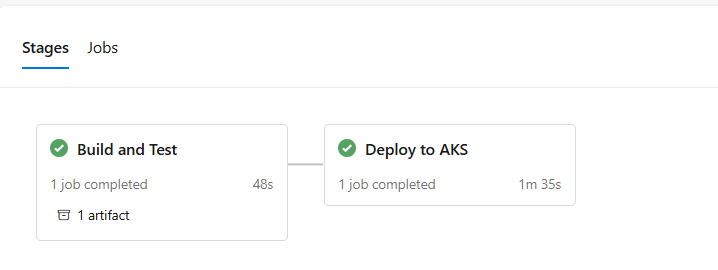 Stages Jobs
Build and Test
1 job completed 48s
1 artifact
Deploy to AKS
1 job completed 1m 35s